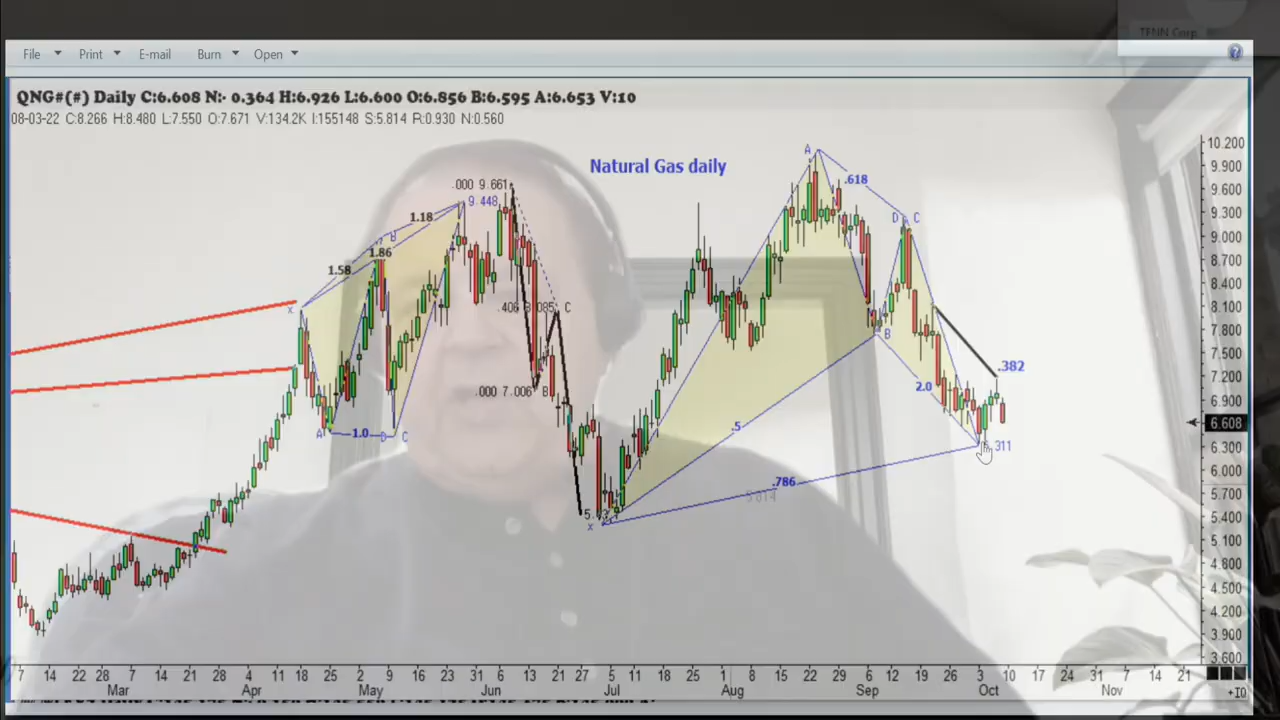 TFNN Corp
File Print E-mail Burn Open
QNG#(#) Daily C:6.608 N:- 0.364 H:6.926 L:6.600 O:6.856 B:6.595 A:6.653 V:10
08-03-22 C:8.266 H:8.480 L:7.550 O:7.671 V:134.2K I:155148 S:5.814 R:0.930 N:0.560
Natural Gas daily
10.200
9.900
9.600
9.300
9.000
8.700
8.400
8.100
7.800
7.500
7.200
6.900
6.608
6.300
6.000
5.700
5.400
5.100
4.800
4.500
4.200
3.900
3.600
.000 9.661
9.448
1.18
B
1.86
1.58
x
A
1.0
D C
.406 B
.085 C
.000 7.006 B
x
A
.618
D A C
B
2.0
.5
.786
5.814
.382
.311
7 14 22 28 7 14 21 28 4 11 18 25 2 9 16 23 31 6 13 21 27 5 11 18 25 1 8 15 22 29 6 12 19 26 3 10 17 24 31 7 14 21
Mar Apr May Jun Jul Aug Sep Oct Nov
+10